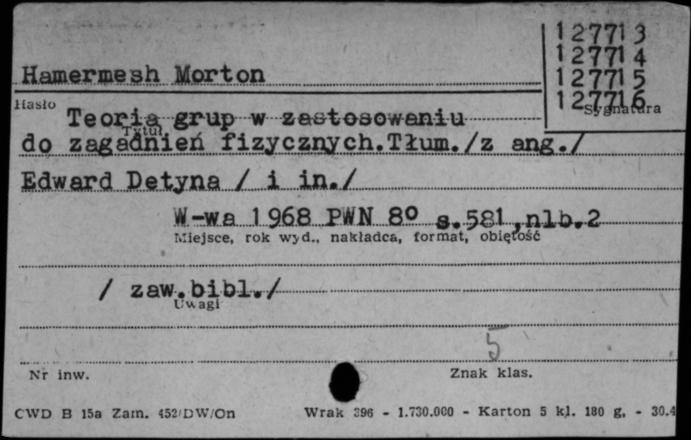 127713
127714
Hamermesh Morton
127715
127716
Hasło
Sygnatura
Teoria grup w zastosowaniu
Tytuł
do zagadnień fizycznych.Tłum./z ang./
Edward Detyna / i in./
W-wa 1968 PWN 8° s.581,nlb.2
Miejsce, rok wyd., nakładca, format, objętość
/ zaw.bibl./
Uwagi
5
Nr inw.
Znak klas.
CWD B 15a Zam. 452/DW/On Wrak 396 - 1.730.000 - Karton 5 kl. 180 g. - 30.4